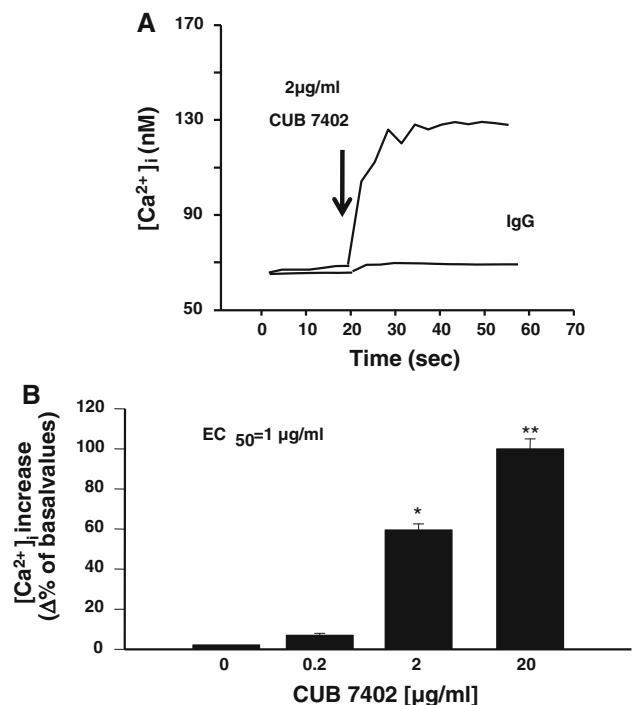 A
170
130
90
50
[Ca²⁺]ᵢ (nM)
2µg/ml
CUB 7402
IgG
0 10 20 30 40 50 60 70
Time (sec)
B
120
100
80
60
40
20
0
[Ca²⁺]ᵢ increase
(Δ% of basalvalues)
EC ₅₀=1 µg/ml
*
**
0 0.2 2 20
CUB 7402 [µg/ml]